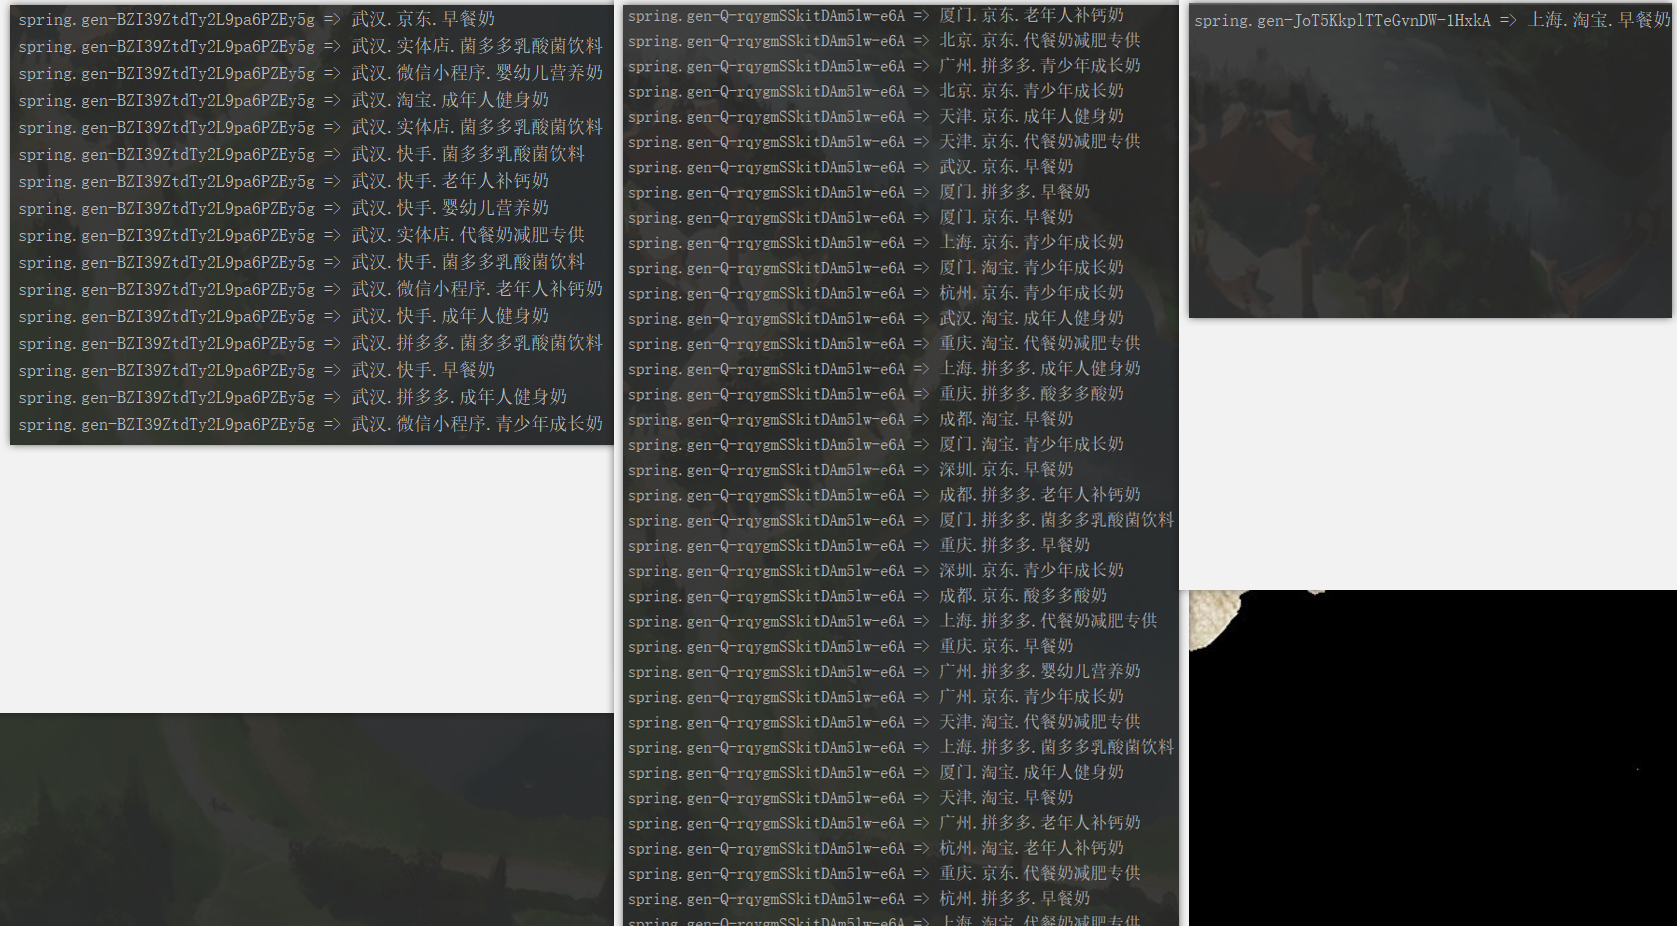 spring.gen-BZI39ZtdTy2L9pa6PZEy5g => 武汉.京东.早餐奶
spring.gen-BZI39ZtdTy2L9pa6PZEy5g => 武汉.实体店.菌多多乳酸菌饮料
spring.gen-BZI39ZtdTy2L9pa6PZEy5g => 武汉.微信小程序.婴幼儿营养奶
spring.gen-BZI39ZtdTy2L9pa6PZEy5g => 武汉.淘宝.成年人健身奶
spring.gen-BZI39ZtdTy2L9pa6PZEy5g => 武汉.实体店.菌多多乳酸菌饮料
spring.gen-BZI39ZtdTy2L9pa6PZEy5g => 武汉.快手.菌多多乳酸菌饮料
spring.gen-BZI39ZtdTy2L9pa6PZEy5g => 武汉.快手.老年人补钙奶
spring.gen-BZI39ZtdTy2L9pa6PZEy5g => 武汉.快手.婴幼儿营养奶
spring.gen-BZI39ZtdTy2L9pa6PZEy5g => 武汉.实体店.代餐奶减肥专供
spring.gen-BZI39ZtdTy2L9pa6PZEy5g => 武汉.快手.菌多多乳酸菌饮料
spring.gen-BZI39ZtdTy2L9pa6PZEy5g => 武汉.微信小程序.老年人补钙奶
spring.gen-BZI39ZtdTy2L9pa6PZEy5g => 武汉.快手.成年人健身奶
spring.gen-BZI39ZtdTy2L9pa6PZEy5g => 武汉.拼多多.菌多多乳酸菌饮料
spring.gen-BZI39ZtdTy2L9pa6PZEy5g => 武汉.快手.早餐奶
spring.gen-BZI39ZtdTy2L9pa6PZEy5g => 武汉.拼多多.成年人健身奶
spring.gen-BZI39ZtdTy2L9pa6PZEy5g => 武汉.微信小程序.青少年成长奶
spring.gen-Q-rqygmSSkitDAm5lw-e6A => 厦门.京东.老年人补钙奶
spring.gen-Q-rqygmSSkitDAm5lw-e6A => 北京.京东.代餐奶减肥专供
spring.gen-Q-rqygmSSkitDAm5lw-e6A => 广州.拼多多.青少年成长奶
spring.gen-Q-rqygmSSkitDAm5lw-e6A => 北京.京东.青少年成长奶
spring.gen-Q-rqygmSSkitDAm5lw-e6A => 天津.京东.成年人健身奶
spring.gen-Q-rqygmSSkitDAm5lw-e6A => 天津.京东.代餐奶减肥专供
spring.gen-Q-rqygmSSkitDAm5lw-e6A => 武汉.京东.早餐奶
spring.gen-Q-rqygmSSkitDAm5lw-e6A => 厦门.拼多多.早餐奶
spring.gen-Q-rqygmSSkitDAm5lw-e6A => 厦门.京东.早餐奶
spring.gen-Q-rqygmSSkitDAm5lw-e6A => 上海.京东.青少年成长奶
spring.gen-Q-rqygmSSkitDAm5lw-e6A => 厦门.淘宝.青少年成长奶
spring.gen-Q-rqygmSSkitDAm5lw-e6A => 杭州.京东.青少年成长奶
spring.gen-Q-rqygmSSkitDAm5lw-e6A => 武汉.淘宝.成年人健身奶
spring.gen-Q-rqygmSSkitDAm5lw-e6A => 重庆.淘宝.代餐奶减肥专供
spring.gen-Q-rqygmSSkitDAm5lw-e6A => 上海.拼多多.成年人健身奶
spring.gen-Q-rqygmSSkitDAm5lw-e6A => 重庆.拼多多.酸多多酸奶
spring.gen-Q-rqygmSSkitDAm5lw-e6A => 成都.淘宝.早餐奶
spring.gen-Q-rqygmSSkitDAm5lw-e6A => 厦门.淘宝.青少年成长奶
spring.gen-Q-rqygmSSkitDAm5lw-e6A => 深圳.京东.早餐奶
spring.gen-Q-rqygmSSkitDAm5lw-e6A => 成都.拼多多.老年人补钙奶
spring.gen-Q-rqygmSSkitDAm5lw-e6A => 厦门.拼多多.菌多多乳酸菌饮料
spring.gen-Q-rqygmSSkitDAm5lw-e6A => 重庆.拼多多.早餐奶
spring.gen-Q-rqygmSSkitDAm5lw-e6A => 深圳.京东.青少年成长奶
spring.gen-Q-rqygmSSkitDAm5lw-e6A => 成都.京东.酸多多酸奶
spring.gen-Q-rqygmSSkitDAm5lw-e6A => 上海.拼多多.代餐奶减肥专供
spring.gen-Q-rqygmSSkitDAm5lw-e6A => 重庆.京东.早餐奶
spring.gen-Q-rqygmSSkitDAm5lw-e6A => 广州.拼多多.婴幼儿营养奶
spring.gen-Q-rqygmSSkitDAm5lw-e6A => 广州.京东.青少年成长奶
spring.gen-Q-rqygmSSkitDAm5lw-e6A => 天津.淘宝.代餐奶减肥专供
spring.gen-Q-rqygmSSkitDAm5lw-e6A => 上海.拼多多.菌多多乳酸菌饮料
spring.gen-Q-rqygmSSkitDAm5lw-e6A => 厦门.淘宝.成年人健身奶
spring.gen-Q-rqygmSSkitDAm5lw-e6A => 天津.淘宝.早餐奶
spring.gen-Q-rqygmSSkitDAm5lw-e6A => 广州.拼多多.老年人补钙奶
spring.gen-Q-rqygmSSkitDAm5lw-e6A => 杭州.淘宝.老年人补钙奶
spring.gen-Q-rqygmSSkitDAm5lw-e6A => 重庆.京东.代餐奶减肥专供
spring.gen-Q-rqygmSSkitDAm5lw-e6A => 杭州.拼多多.早餐奶
spring.gen-Q-rqygmSSkitDAm5lw-e6A => 上海.淘宝.代餐奶减肥专供
spring.gen-JoT5KkplTTeGvnDW-1HxkA => 上海.淘宝.早餐奶